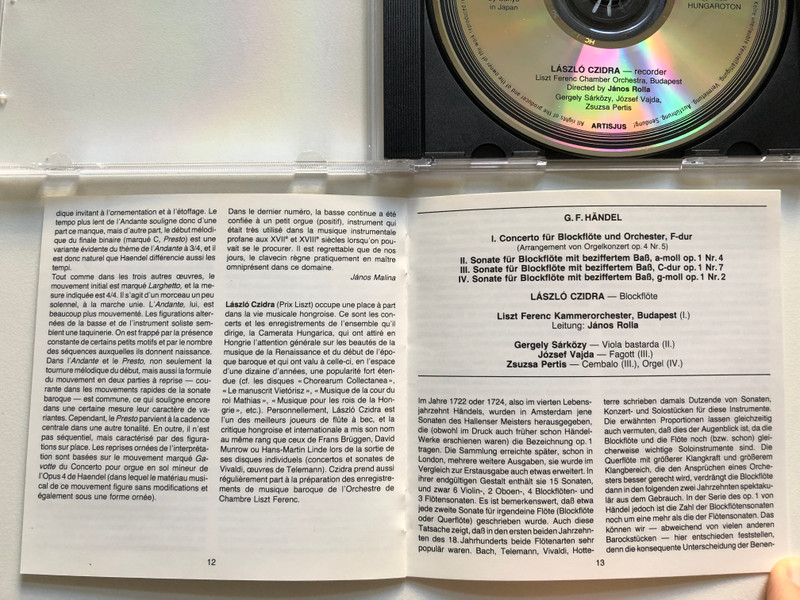 in Japan
HUNGAROTON
LÁSZLÓ CZIDRA — recorder
Liszt Ferenc Chamber Orchestra, Budapest
Directed by János Rolla
Gergely Sárközy, József Vajda,
Zsuzsa Pertis
All rights of the producer and of the owner of the work
ARTISJUS
dique invitant à l'ornementation et à l'étoffage. Le
tempo plus lent de l'Andante souligne donc d'une
part ce manque, mais d'autre part, le début mélodi-
que du finale binaire (marqué C, Presto) est une
variante évidente du thème de l'Andante à 3/4, et il
est donc naturel que Haendel différencie aussi les
tempi.
Tout comme dans les trois autres œuvres, le
mouvement initial est marqué Larghetto, et la me-
sure indiquée est 4/4. Il s'agit d'un morceau un peu
solennel, à la marche unie. L'Andante, lui, est
beaucoup plus mouvementé. Les figurations alter-
nées de la basse et de l'instrument soliste sem-
blent une taquinerie. On est frappé par la présence
constante de certains petits motifs et par le nombre
des séquences auxquelles ils donnent naissance.
Dans l'Andante et le Presto, non seulement la
tournure mélodique du début, mais aussi la formule
du mouvement en deux parties à reprise — cou-
rante dans les mouvements rapides de la sonate
baroque — est commune, ce qui souligne encore
dans une certaine mesure leur caractère de va-
riantes. Cependant, le Presto parvient à la cadence
centrale dans une autre tonalité. En outre, il n'est
pas séquentiel, mais caractérisé par des figura-
tions sur place. Les reprises ornées de l'interpréta-
tion sont basées sur le mouvement marqué Ga-
votte du Concerto pour orgue en sol mineur de
l'Opus 4 de Haendel (dans lequel le matériau musi-
cal de ce mouvement figure sans modifications et
également sous une forme ornée).
Dans le dernier numéro, la basse continue a été
confiée à un petit orgue (positif), instrument qui
était très utilisé dans la musique instrumentale
profane aux XVIIe et XVIIIe siècles lorsqu'on pou-
vait se le procurer. Il est regrettable que de nos
jours, le clavecin règne pratiquement en maître
omniprésent dans ce domaine.
János Malina
László Czidra (Prix Liszt) occupe une place à part
dans la vie musicale hongroise. Ce sont les con-
certs et les enregistrements de l'ensemble qu'il
dirige, la Camerata Hungarica, qui ont attiré en
Hongrie l'attention générale sur les beautés de la
musique de la Renaissance et du début de l'épo-
que baroque et qui ont valu à celle-ci, en l'espace
d'une dizaine d'années, une popularité fort éten-
due (cf. les disques «Chorearum Collectanea»,
«Le manuscrit Vietórisz», «Musique de la cour du
roi Mathias», «Musique pour les rois de la Hon-
grie», etc.). Personnellement, László Czidra est
l'un des meilleurs joueurs de flûte à bec, et la
critique hongroise et internationale a mis son nom
au même rang que ceux de Frans Brüggen, David
Munrow ou Hans-Martin Linde lors de la sortie de
ses disques individuels (concertos et sonates de
Vivaldi, œuvres de Telemann). Czidra prend aussi
régulièrement part à la préparation des enregistre-
ments de musique baroque de l'Orchestre de
Chambre Liszt Ferenc.
12
G. F. HÄNDEL
I. Concerto für Blockflöte und Orchester, F-dur
(Arrangement von Orgelkonzert op. 4 Nr. 5)
II. Sonate für Blockflöte mit beziffertem Baß, a-moll op. 1 Nr. 4
III. Sonate für Blockflöte mit beziffertem Baß, C-dur op. 1 Nr. 7
IV. Sonate für Blockflöte mit beziffertem Baß, g-moll op. 1 Nr. 2
LÁSZLÓ CZIDRA — Blockflöte
Liszt Ferenc Kammerorchester, Budapest (I.)
Leitung: János Rolla
Gergely Sárközy — Viola bastarda (II.)
József Vajda — Fagott (III.)
Zsuzsa Pertis — Cembalo (III.), Orgel (IV.)
Im Jahre 1722 oder 1724, also im vierten Lebens-
jahrzehnt Händels, wurden in Amsterdam jene
Sonaten des Hallenser Meisters herausgegeben,
die (obwohl im Druck auch früher schon Händel-
Werke erschienen waren) die Bezeichnung op. 1
tragen. Die Sammlung erreichte später, schon in
London, mehrere weitere Ausgaben, sie wurde im
Vergleich zur Erstausgabe auch etwas erweitert. In
ihrer endgültigen Gestalt enthält sie 15 Sonaten,
und zwar 6 Violin-, 2 Oboen-, 4 Blockflöten- und
3 Flötensonaten. Es ist bemerkenswert, daß etwa
jede zweite Sonate für irgendeine Flöte (Blockflöte
oder Querflöte) geschrieben wurde. Auch diese
Tatsache zeigt, daß in den ersten beiden Jahrzehn-
ten des 18. Jahrhunderts beide Flötenarten sehr
populär waren. Bach, Telemann, Vivaldi, Hotte-
terre schrieben damals Dutzende von Sonaten,
Konzert- und Solostücken für diese Instrumente.
Die erwähnten Proportionen lassen gleichzeitig
auch vermuten, daß dies der Augenblick ist, da die
Blockflöte und die Flöte noch (bzw. schon) glei-
cherweise wichtige Soloinstrumente sind. Die
Querflöte mit größerer Klangkraft und größerem
Klangbereich, die den Ansprüchen eines Orche-
sters besser gerecht wird, verdrängt die Blockflöte
dann in den folgenden zwei Jahrzehnten spektaku-
lär aus dem Gebrauch. In der Serie des op. 1 von
Händel jedoch ist die Zahl der Blockflötensonaten
noch um eine mehr als die der Flötensonaten. Das
können wir — abweichend von vielen anderen
Barockstücken — hier entschieden feststellen,
denn die konsequente Unterscheidung der Benen-
13